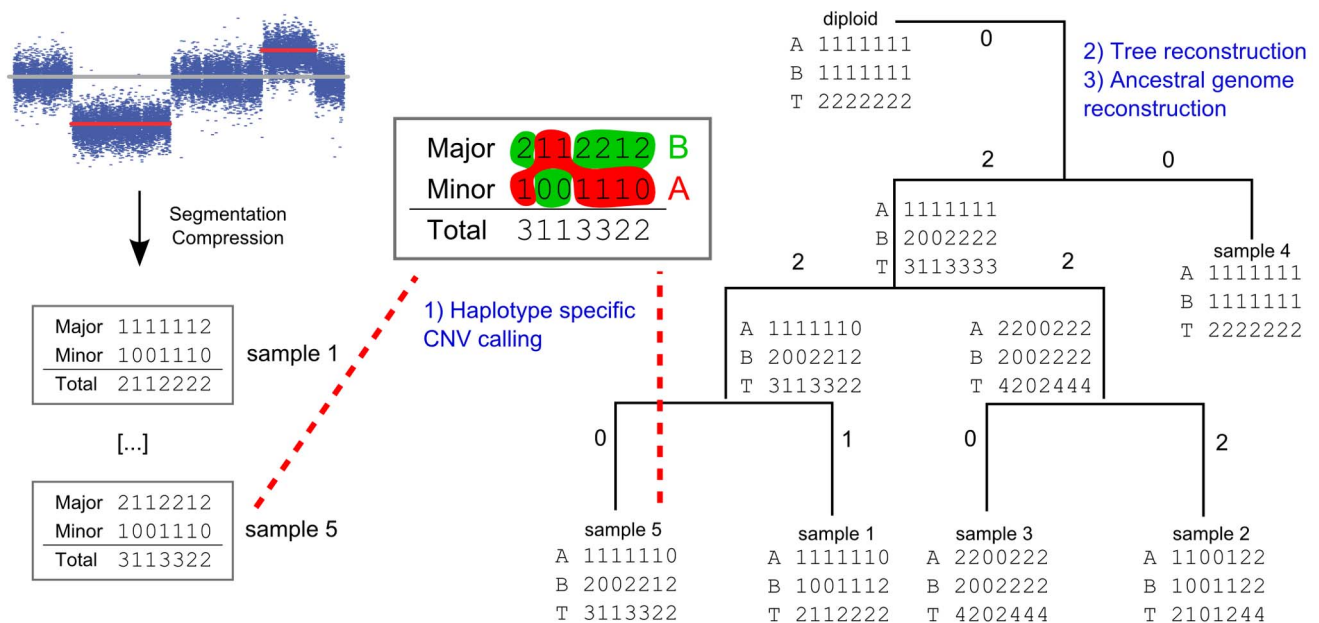 Segmentation
Compression
Major 1111112
Minor 1001110
Total 2112222
sample 1
[...]
Major 2112212
Minor 1001110
Total 3113322
sample 5
Major 2112212 B
Minor 1001110 A
Total 3113322
1) Haplotype specific
CNV calling
2) Tree reconstruction
3) Ancestral genome
reconstruction
diploid
A 1111111
B 1111111
T 2222222
0
2
0
A 1111111
B 2002222
T 3113333
sample 4
A 1111111
B 1111111
T 2222222
2
2
A 1111110
B 2002212
T 3113322
A 2200222
B 2002222
T 4202444
0
1
0
2
sample 5
A 1111110
B 2002212
T 3113322
sample 1
A 1111110
B 1001112
T 2112222
sample 3
A 2200222
B 2002222
T 4202444
sample 2
A 1100122
B 1001122
T 2101244